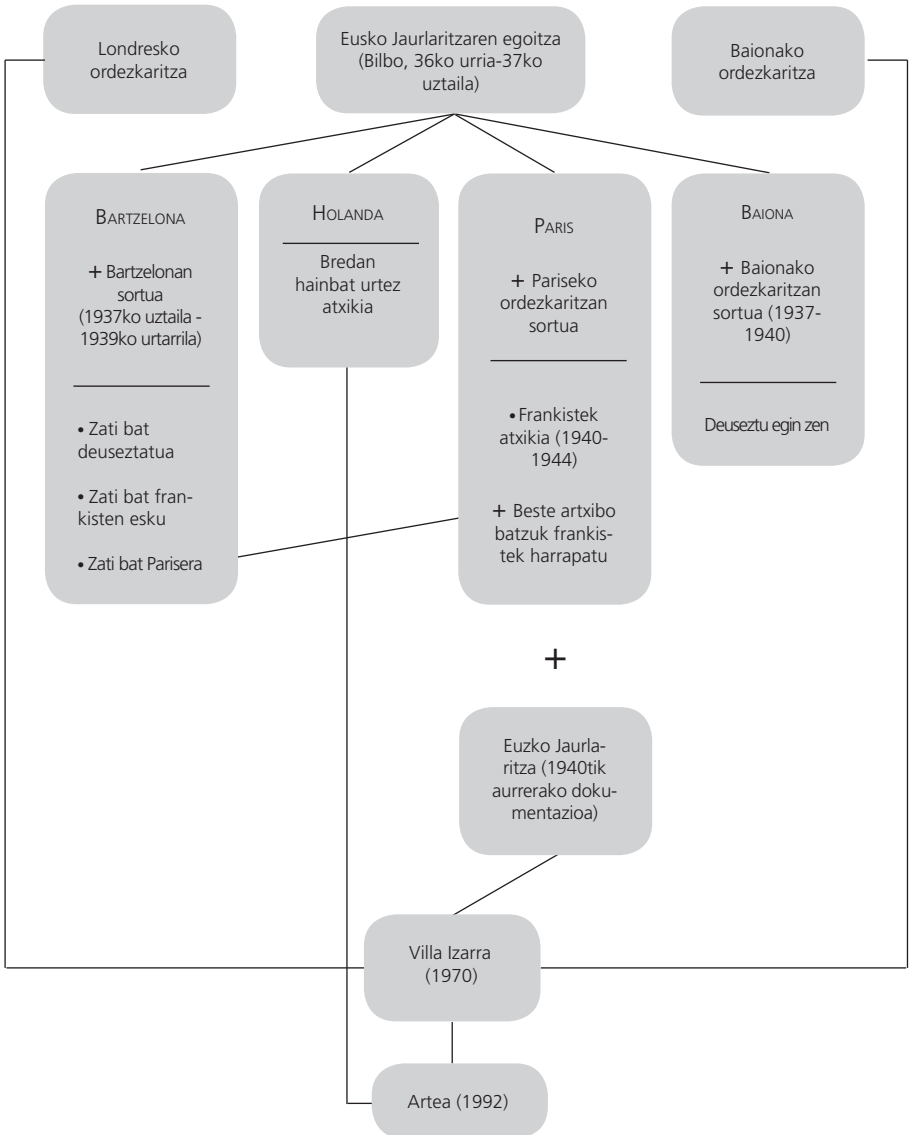 Londresko
ordezkaritza
Eusko Jaurlaritzaren egoitza
(Bilbo, 36ko urria-37ko
uztaila)
Baionako
ordezkaritza
BARTZELONA
+ Bartzelonan
sortua
(1937ko uztaila -
1939ko urtarrila)
• Zati bat
deuseztatua
• Zati bat fran-
kisten esku
• Zati bat Parisera
HOLANDA
Bredan
hainbat urtez
atxikia
PARIS
+ Pariseko
ordezkaritzan
sortua
• Frankistek
atxikia (1940-
1944)
+ Beste artxibo
batzuk frankis-
tek harrapatu
BAIONA
+ Baionako
ordezkaritzan
sortua (1937-
1940)
Deuseztu egin zen
+
Euzko Jaurla-
ritza (1940tik
aurrerako doku-
mentazioa)
Villa Izarra
(1970)
Artea (1992)